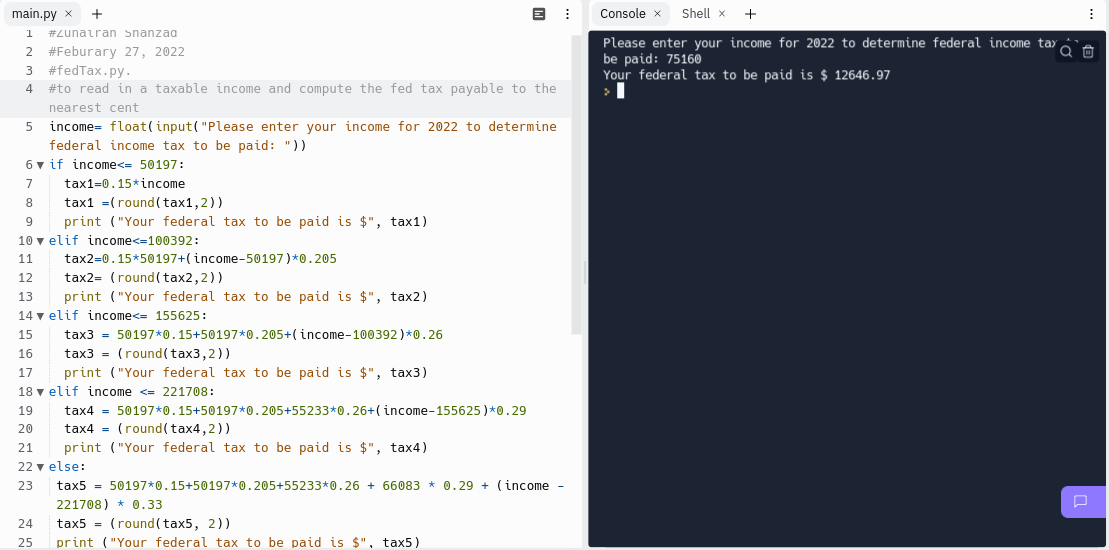 main.py × +
1 #Zunairah Shahzad
2 #Feburary 27, 2022
3 #fedTax.py.
4 #to read in a taxable income and compute the fed tax payable to the
nearest cent
5 income= float(input("Please enter your income for 2022 to determine
federal income tax to be paid: "))
6 if income<= 50197:
7 tax1=0.15*income
8 tax1 =(round(tax1,2))
9 print ("Your federal tax to be paid is $", tax1)
10 elif income<=100392:
11 tax2=0.15*50197+(income-50197)*0.205
12 tax2= (round(tax2,2))
13 print ("Your federal tax to be paid is $", tax2)
14 elif income<= 155625:
15 tax3 = 50197*0.15+50197*0.205+(income-100392)*0.26
16 tax3 = (round(tax3,2))
17 print ("Your federal tax to be paid is $", tax3)
18 elif income <= 221708:
19 tax4 = 50197*0.15+50197*0.205+55233*0.26+(income-155625)*0.29
20 tax4 = (round(tax4,2))
21 print ("Your federal tax to be paid is $", tax4)
22 else:
23 tax5 = 50197*0.15+50197*0.205+55233*0.26 + 66083 * 0.29 + (income -
221708) * 0.33
24 tax5 = (round(tax5, 2))
25 print ("Your federal tax to be paid is $", tax5)
Console × Shell × +
Please enter your income for 2022 to determine federal income tax to
be paid: 75160
Your federal tax to be paid is $ 12646.97
>